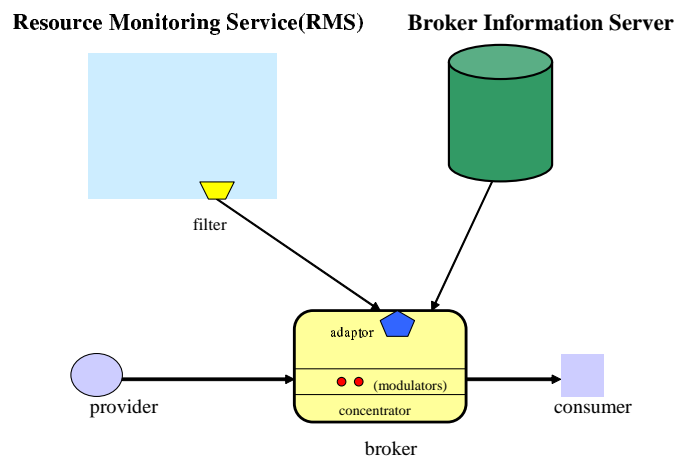 Resource Monitoring Service(RMS)
Broker Information Server
filter
adaptor
(modulators)
concentrator
provider
consumer
broker